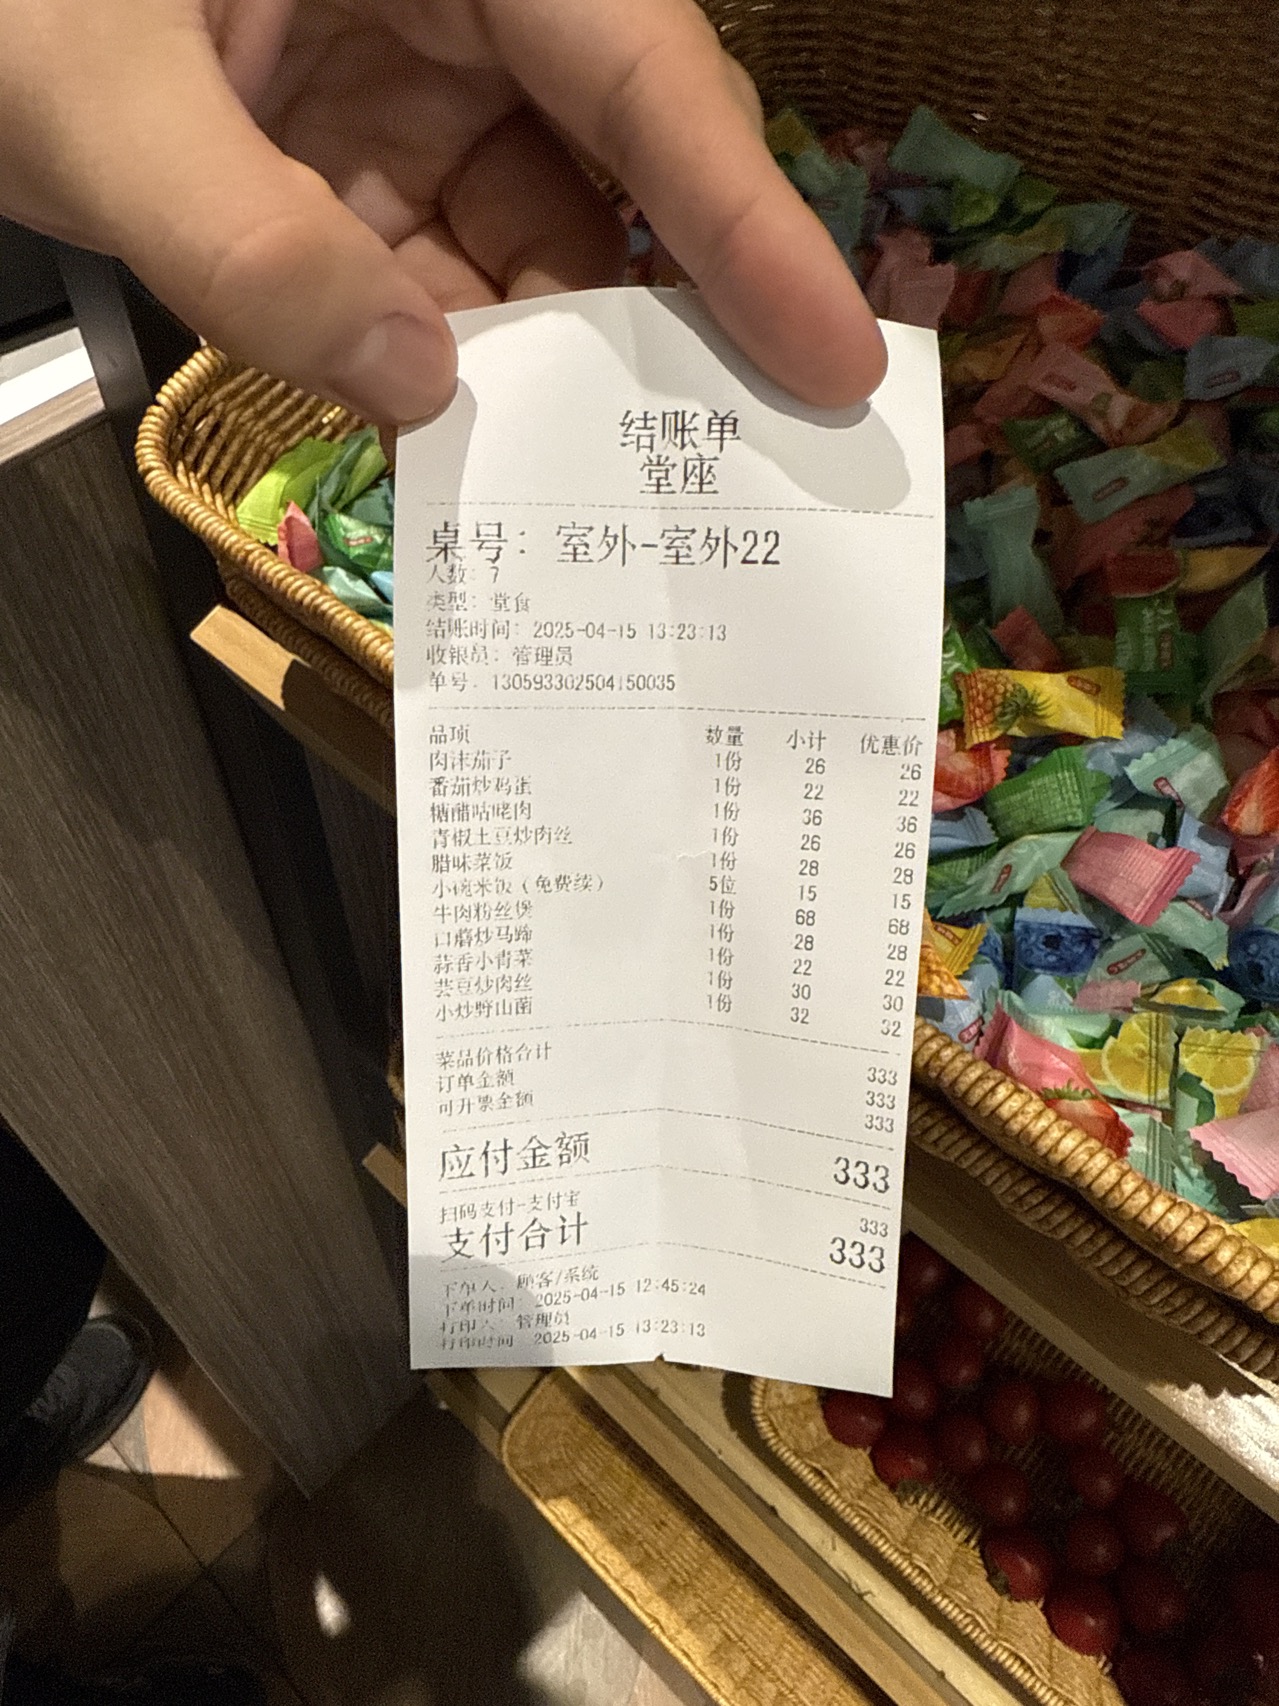 结账单
堂座
桌号: 室外-室外22
人数: 7
类型: 堂食
结账时间: 2025-04-15 13:23:13
收银员: 管理员
单号: 130593302504150035
品项 数量 小计 优惠价
肉沫茄子 1份 26 26
番茄炒鸡蛋 1份 22 22
糖醋咕咾肉 1份 36 36
青椒土豆炒肉丝 1份 26 26
腊味菜饭 1份 28 28
小碗米饭（免费续） 5位 15 15
牛肉粉丝煲 1份 68 68
口蘑炒马蹄 1份 28 28
蒜香小青菜 1份 22 22
芸豆炒肉丝 1份 30 30
小炒野山菌 1份 32 32
菜品价格合计 333
订单金额 333
可开票金额 333
应付金额 333
扫码支付-支付宝 333
支付合计 333
下单人: 顾客/系统
下单时间: 2025-04-15 12:45:24
打印人: 管理员
打印时间: 2025-04-15 13:23:13